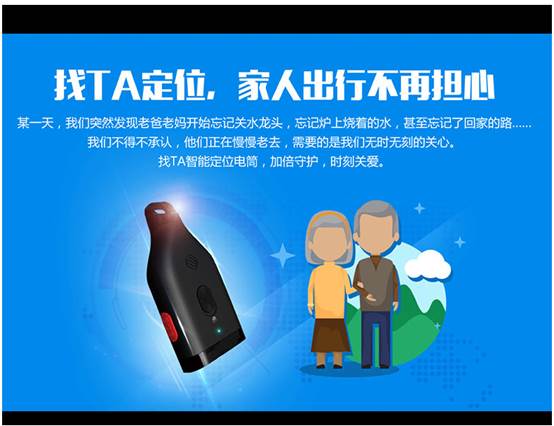 找TA定位，家人出行不再担心
某一天，我们突然发现老爸老妈开始忘记关水龙头，忘记炉上烧着的水，甚至忘记了回家的路......
我们不得不承认，他们正在慢慢老去，需要的是我们无时无刻的关心。
找TA智能定位电筒，加倍守护，时刻关爱。